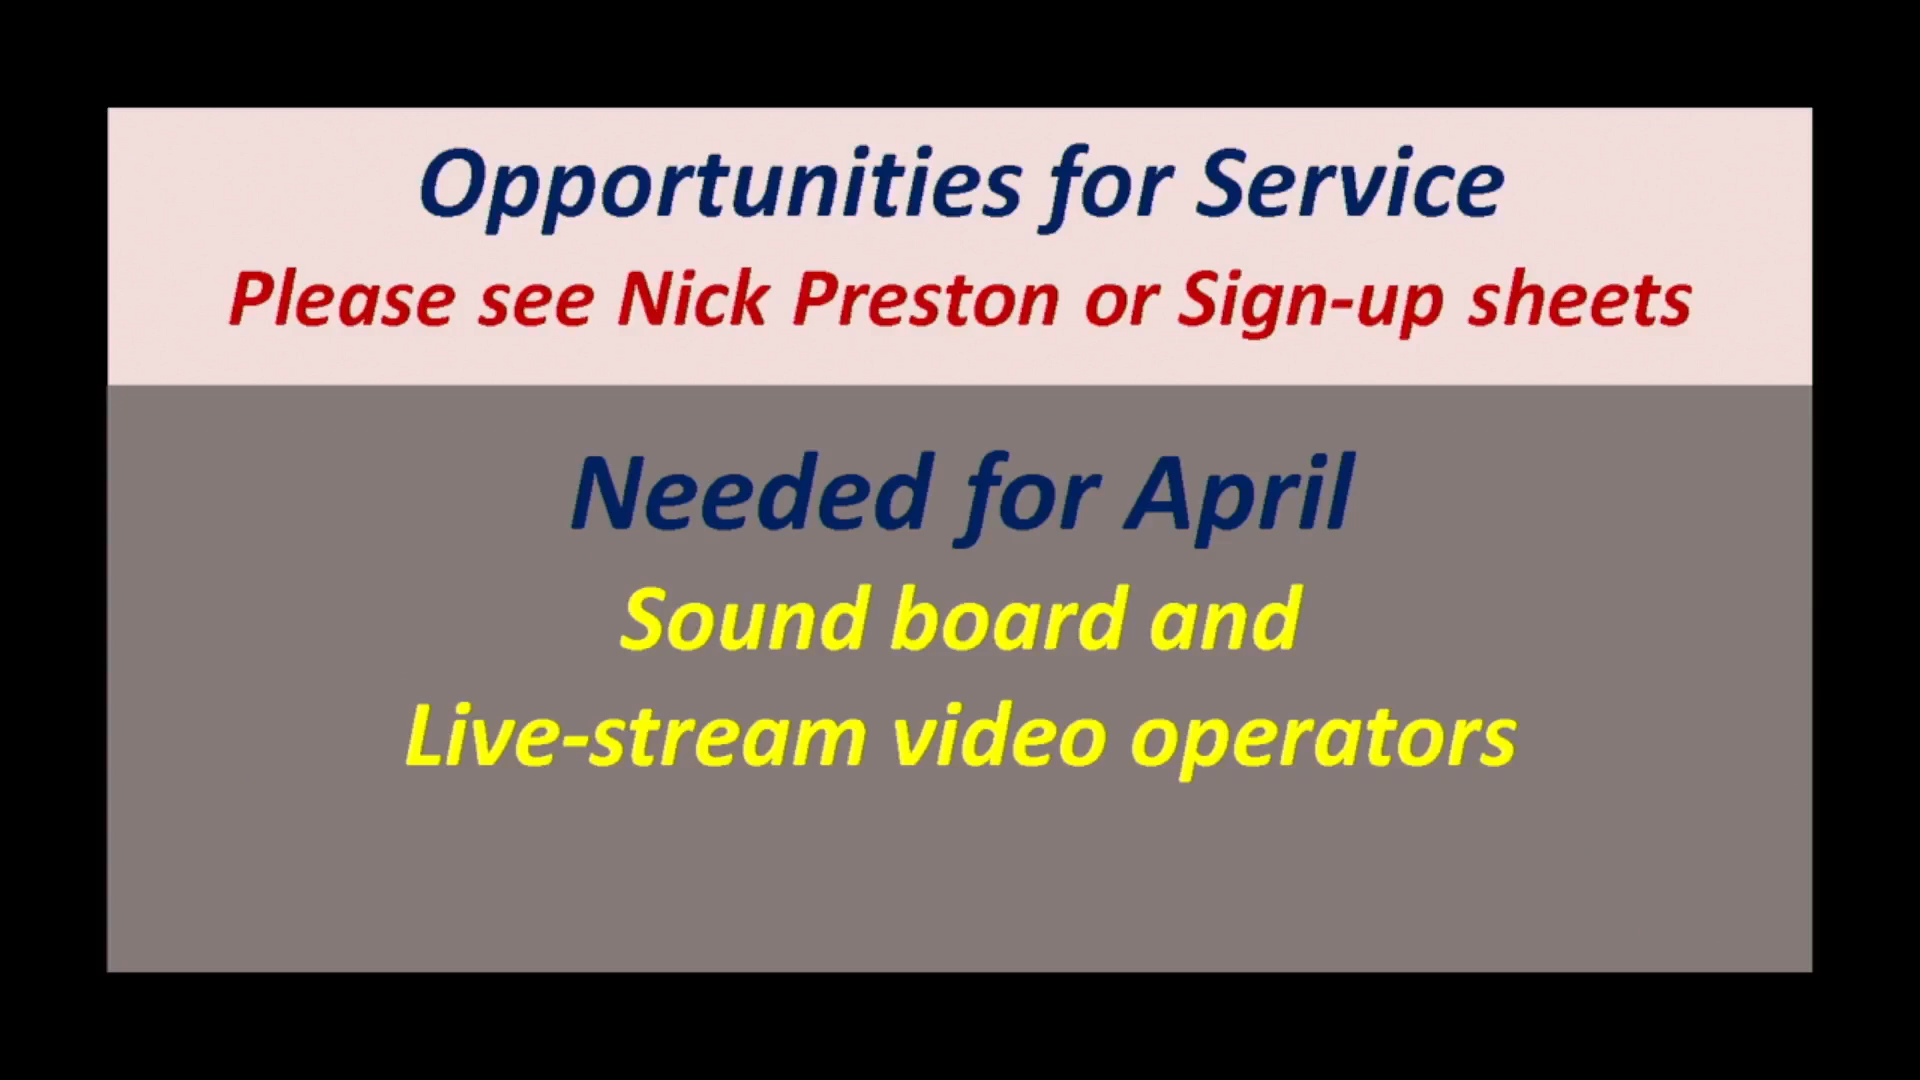 Opportunities for Service
Please see Nick Preston or Sign-up sheets
Needed for April
Sound board and
Live-stream video operators